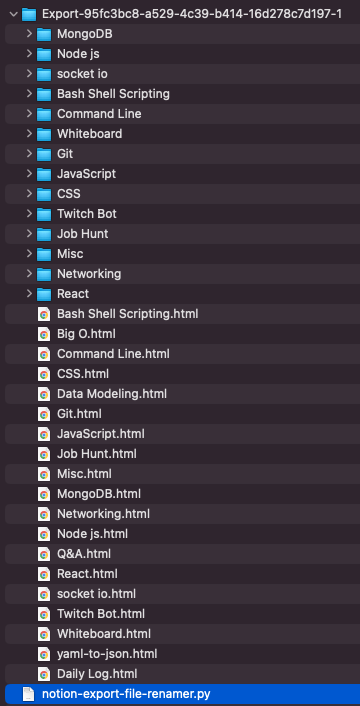 Export-95fc3bc8-a529-4c39-b414-16d278c7d197-1
MongoDB
Node js
socket io
Bash Shell Scripting
Command Line
Whiteboard
Git
JavaScript
CSS
Twitch Bot
Job Hunt
Misc
Networking
React
Bash Shell Scripting.html
Big O.html
Command Line.html
CSS.html
Data Modeling.html
Git.html
JavaScript.html
Job Hunt.html
Misc.html
MongoDB.html
Networking.html
Node js.html
Q&A.html
React.html
socket io.html
Twitch Bot.html
Whiteboard.html
yaml-to-json.html
Daily Log.html
notion-export-file-renamer.py